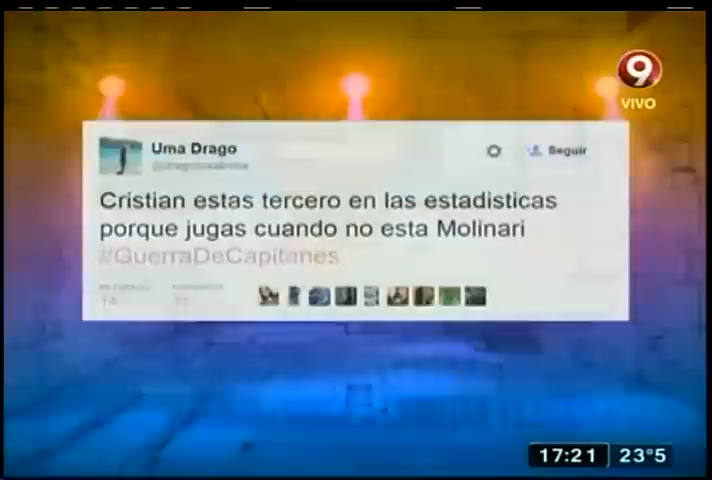 9
VIVO
Uma Drago
Seguir
Cristian estas tercero en las estadisticas
porque jugas cuando no esta Molinari
#GuerraDeCapitanes
17:21 23°5